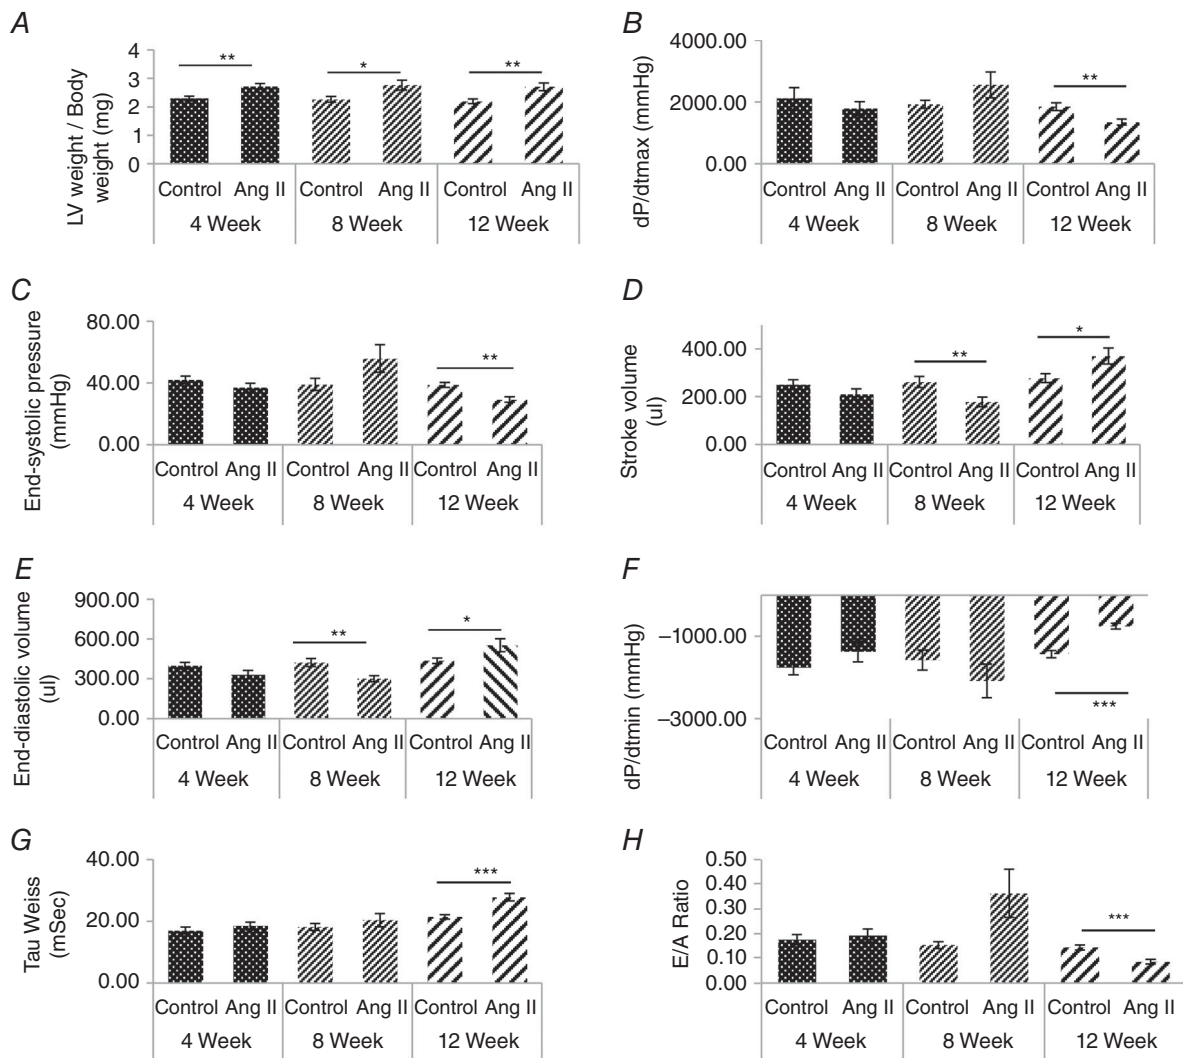 A
LV weight / Body
weight (mg)
4
3
2
1
0
** * **
Control Ang II Control Ang II Control Ang II
4 Week 8 Week 12 Week
B
dP/dtmax (mmHg)
4000.00
2000.00
0.00
**
Control Ang II Control Ang II Control Ang II
4 Week 8 Week 12 Week
C
End-systolic pressure
(mmHg)
80.00
40.00
0.00
**
Control Ang II Control Ang II Control Ang II
4 Week 8 Week 12 Week
D
Stroke volume
(ul)
400.00
200.00
0.00
** *
Control Ang II Control Ang II Control Ang II
4 Week 8 Week 12 Week
E
End-diastolic volume
(ul)
900.00
600.00
300.00
0.00
** *
Control Ang II Control Ang II Control Ang II
4 Week 8 Week 12 Week
F
dP/dtmin (mmHg)
−1000.00
−3000.00
***
Control Ang II Control Ang II Control Ang II
4 Week 8 Week 12 Week
G
Tau Weiss
(mSec)
40.00
20.00
0.00
***
Control Ang II Control Ang II Control Ang II
4 Week 8 Week 12 Week
H
E/A Ratio
0.50
0.40
0.30
0.20
0.10
0.00
***
Control Ang II Control Ang II Control Ang II
4 Week 8 Week 12 Week